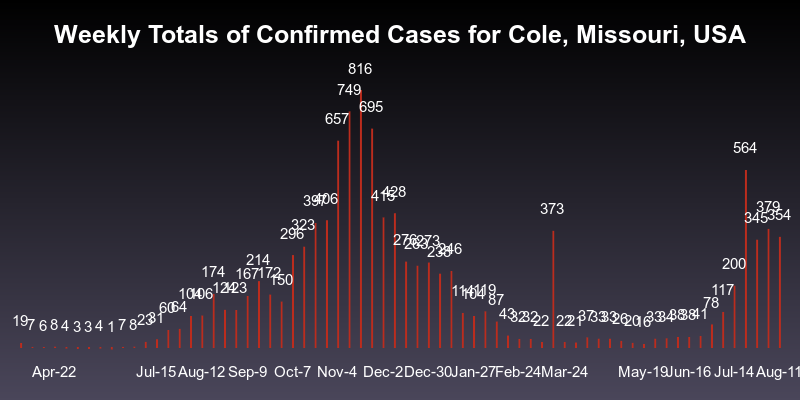 Weekly Totals of Confirmed Cases for Cole, Missouri, USA
19 7 6 8 4 3 3 4 1 7 8 23 31 60 64 104 106 174 124 123 167 214 172 150 296 323 397 406 657 749 816 695 415 428 276 263 273 238 246 114 104 119 87 43 32 32 22 373 22 21 37 33 33 26 20 16 33 34 38 38 41 78 117 200 564 345 379 354
Apr-22 Jul-15 Aug-12 Sep-9 Oct-7 Nov-4 Dec-2 Dec-30 Jan-27 Feb-24 Mar-24 May-19 Jun-16 Jul-14 Aug-11